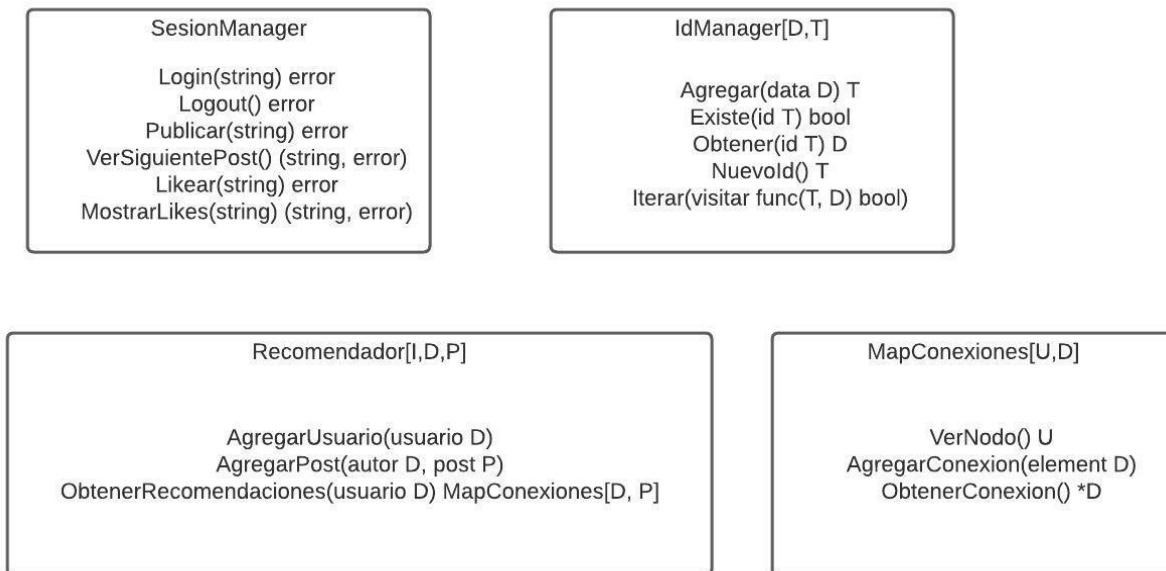 SesionManager
Login(string) error
Logout() error
Publicar(string) error
VerSiguientePost() (string, error)
Likear(string) error
MostrarLikes(string) (string, error)
IdManager[D,T]
Agregar(data D) T
Existe(id T) bool
Obtener(id T) D
NuevoId() T
Iterar(visitar func(T, D) bool)
Recomendador[I,D,P]
AgregarUsuario(usuario D)
AgregarPost(autor D, post P)
ObtenerRecomendaciones(usuario D) MapConexiones[D, P]
MapConexiones[U,D]
VerNodo() U
AgregarConexion(element D)
ObtenerConexion() *D